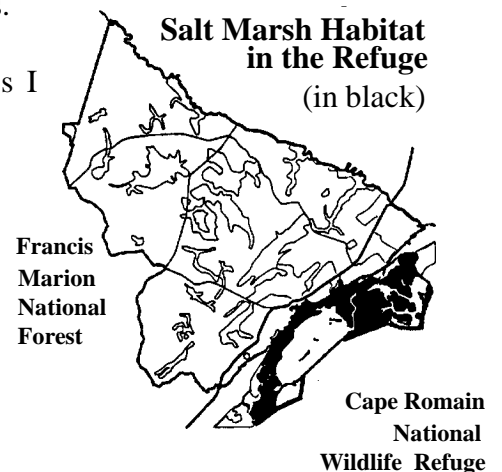 s.
s I
Salt Marsh Habitat
in the Refuge
(in black)
Francis
Marion
National
Forest
Cape Romain
National
Wildlife Refuge